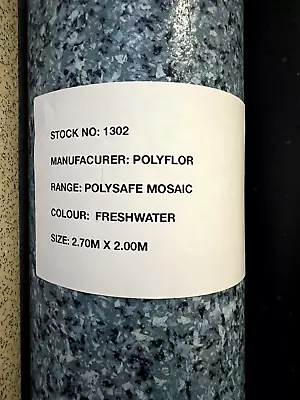 STOCK NO: 1302
MANUFACURER: POLYFLOR
RANGE: POLYSAFE MOSAIC
COLOUR: FRESHWATER
SIZE: 2.70M X 2.00M